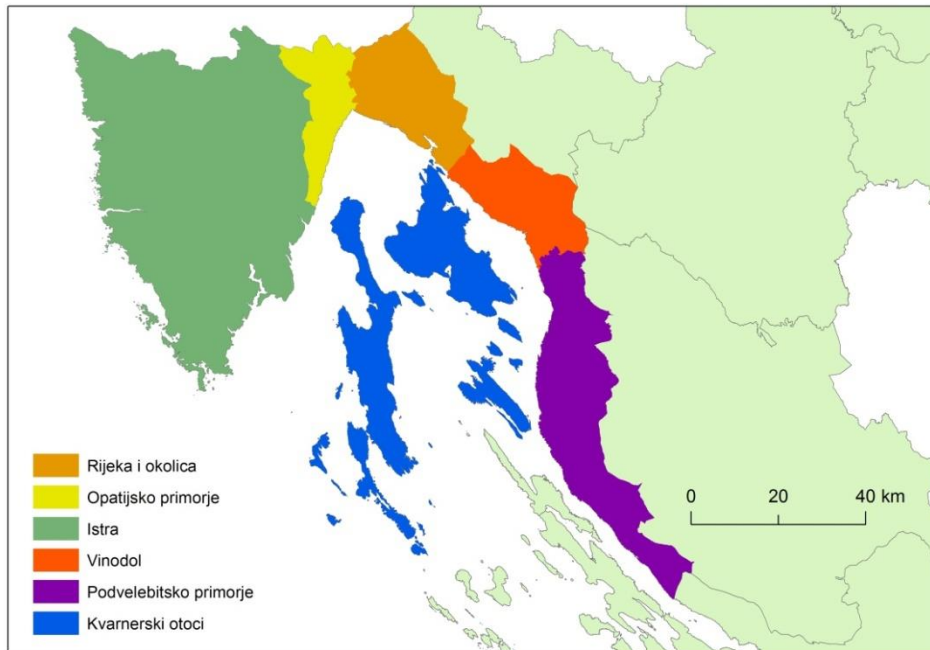 Rijeka i okolica
Opatijsko primorje
Istra
Vinodol
Podvelebitsko primorje
Kvarnerski otoci
0 20 40 km